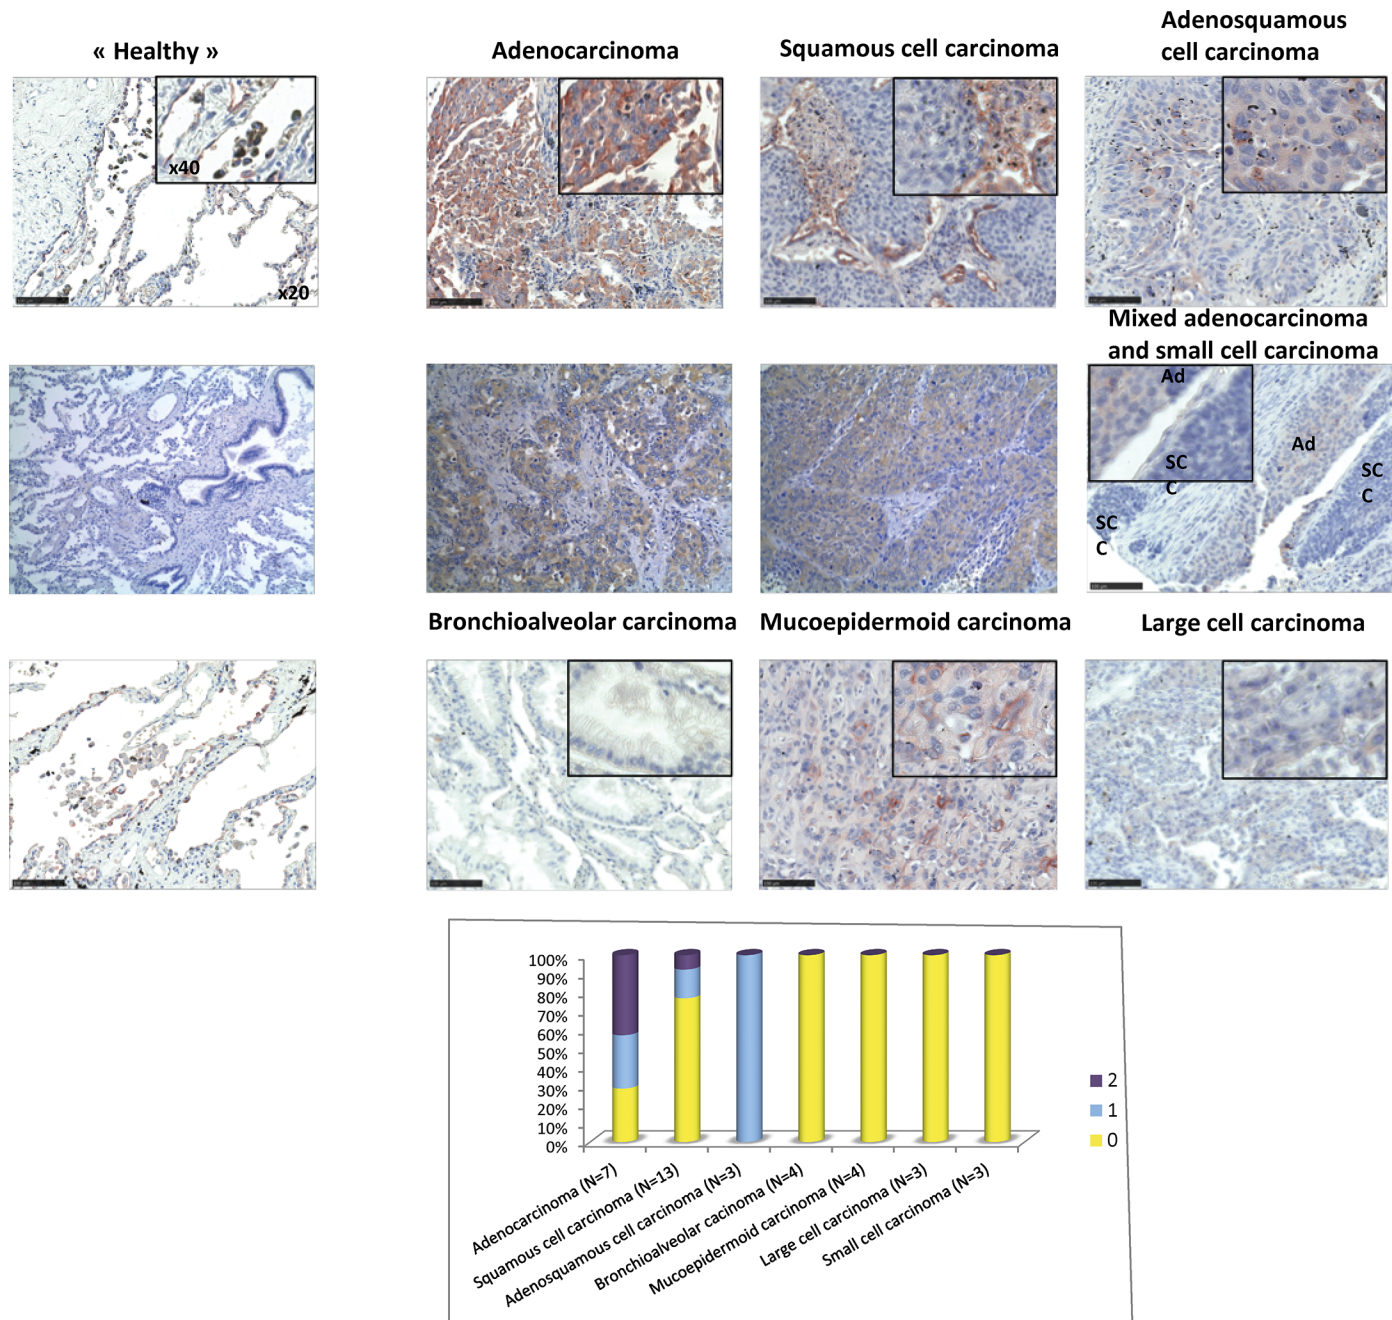 « Healthy »
Adenocarcinoma
Squamous cell carcinoma
Adenosquamous
cell carcinoma
x40
x20
Mixed adenocarcinoma
and small cell carcinoma
Ad
SC
C
Ad
SC
C
SC
C
Bronchioalveolar carcinoma
Mucoepidermoid carcinoma
Large cell carcinoma
100%
90%
80%
70%
60%
50%
40%
30%
20%
10%
0%
2
1
0
Adenocarcinoma (N=7)
Squamous cell carcinoma (N=13)
Adenosquamous cell carcinoma (N=3)
Bronchioalveolar cacinoma (N=4)
Mucoepidermoid carcinoma (N=4)
Large cell carcinoma (N=3)
Small cell carcinoma (N=3)